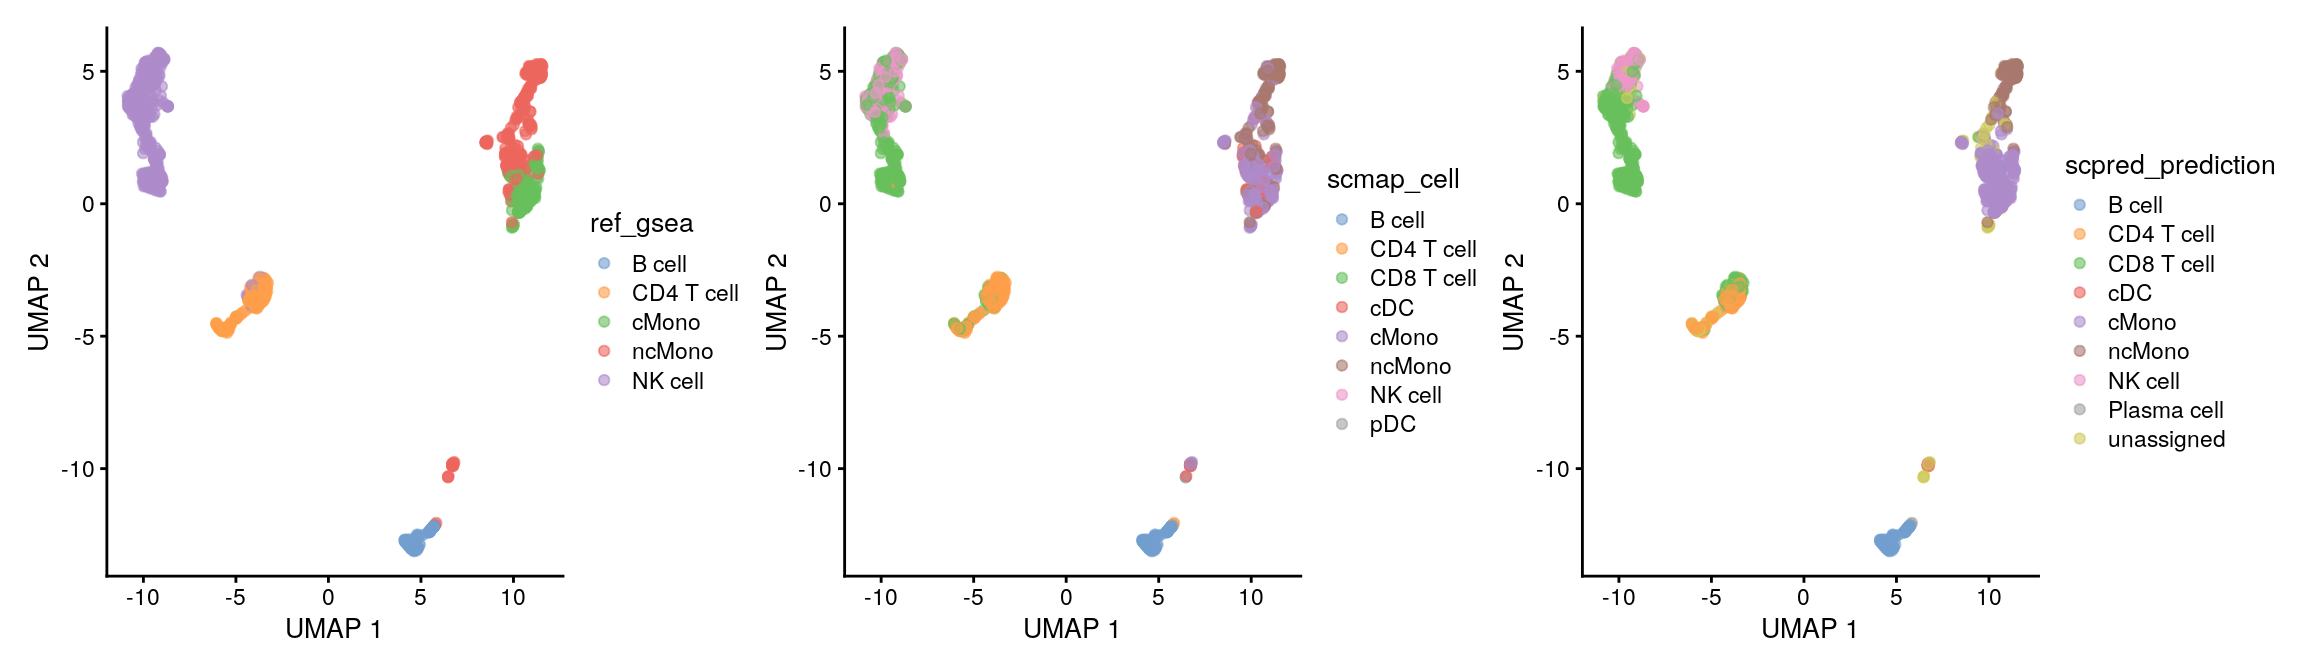 UMAP 2
5
0
-5
-10
-10
-5
0
5
10
UMAP 1
ref_gsea
B cell
CD4 T cell
cMono
ncMono
NK cell
UMAP 2
5
0
-5
-10
-10
-5
0
5
10
UMAP 1
scmap_cell
B cell
CD4 T cell
CD8 T cell
cDC
cMono
ncMono
NK cell
pDC
UMAP 2
5
0
-5
-10
-10
-5
0
5
10
UMAP 1
scpred_prediction
B cell
CD4 T cell
CD8 T cell
cDC
cMono
ncMono
NK cell
Plasma cell
unassigned